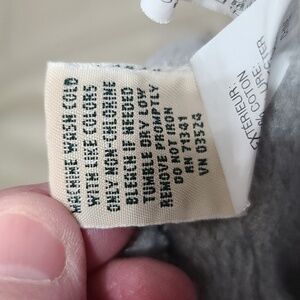 MACHINE WASH COLD
WITH LIKE COLORS
ONLY NON-CHLORINE
BLEACH IF NEEDED
TUMBLE DRY LOW
REMOVE PROMPTLY
DO NOT IRON
RN 71341
VN 03524
EXTERIEUR: